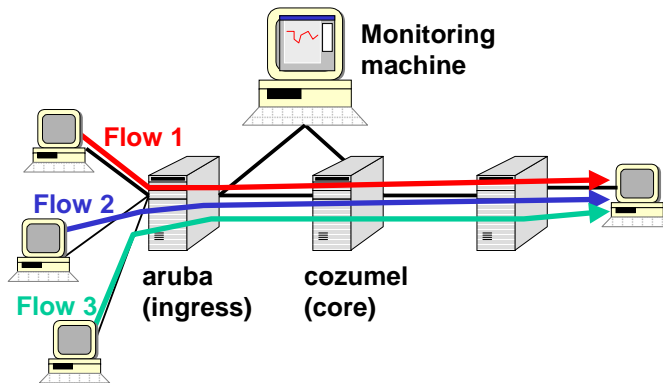 Monitoring
machine
Flow 1
Flow 2
Flow 3
aruba
(ingress)
cozumel
(core)